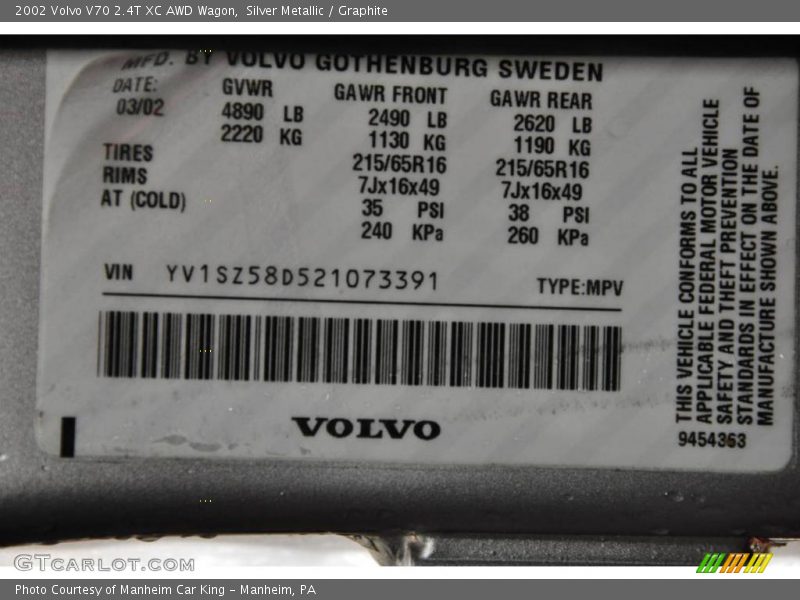 2002 Volvo V70 2.4T XC AWD Wagon, Silver Metallic / Graphite
MFD. BY VOLVO GOTHENBURG SWEDEN
DATE: GVWR GAWR FRONT GAWR REAR
03/02 4890 LB 2490 LB 2620 LB
2220 KG 1130 KG 1190 KG
TIRES 215/65R16 215/65R16
RIMS 7Jx16x49 7Jx16x49
AT (COLD) 35 PSI 38 PSI
240 KPa 260 KPa
VIN YV1SZ58D521073391 TYPE:MPV
VOLVO
THIS VEHICLE CONFORMS TO ALL
APPLICABLE FEDERAL MOTOR VEHICLE
SAFETY AND THEFT PREVENTION
STANDARDS IN EFFECT ON THE DATE OF
MANUFACTURE SHOWN ABOVE.
9454363
GTCARLOT.COM
Photo Courtesy of Manheim Car King - Manheim, PA